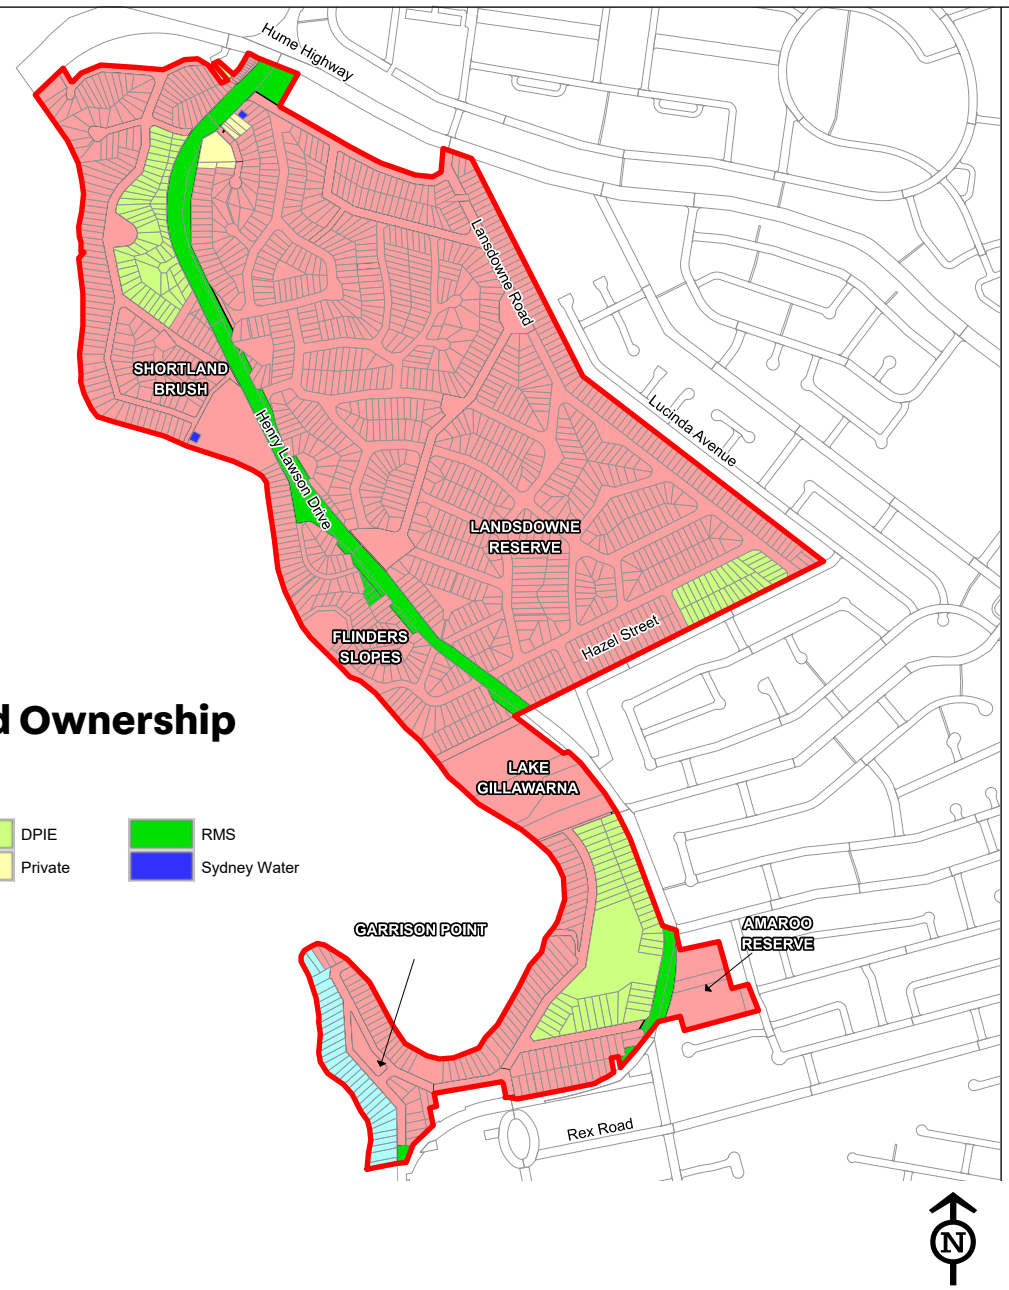 Hume Highway
Lansdowne Road
SHORTLAND
BRUSH
Lucinda Avenue
Henry Lawson Drive
LANDSDOWNE
RESERVE
Hazel Street
FLINDERS
SLOPES
d Ownership
LAKE
GILLAWARNA
DPIE
RMS
Private
Sydney Water
GARRISON POINT
AMAROO
RESERVE
Rex Road
N